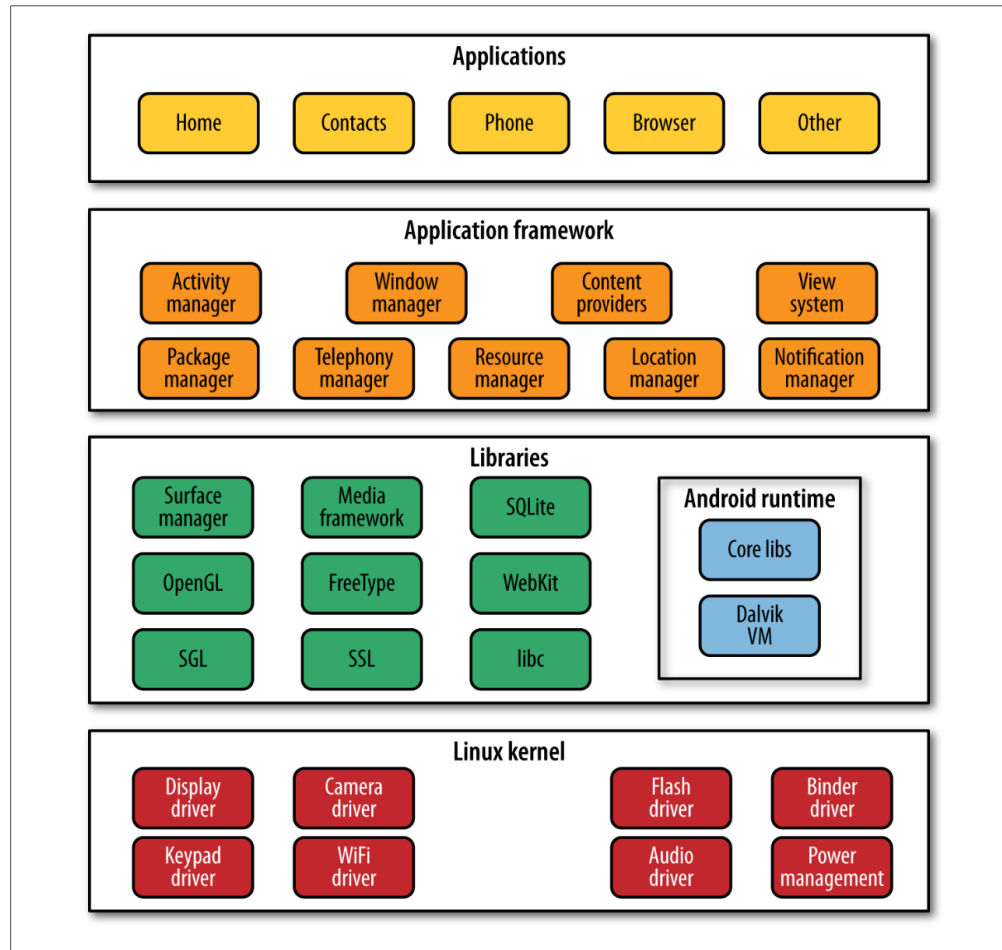 Applications
Home Contacts Phone Browser Other
Application framework
Activity
manager
Window
manager
Content
providers
View
system
Package
manager
Telephony
manager
Resource
manager
Location
manager
Notification
manager
Libraries
Surface
manager
Media
framework
SQLite
OpenGL
FreeType
WebKit
SGL
SSL
libc
Android runtime
Core libs
Dalvik
VM
Linux kernel
Display
driver
Camera
driver
Flash
driver
Binder
driver
Keypad
driver
WiFi
driver
Audio
driver
Power
management